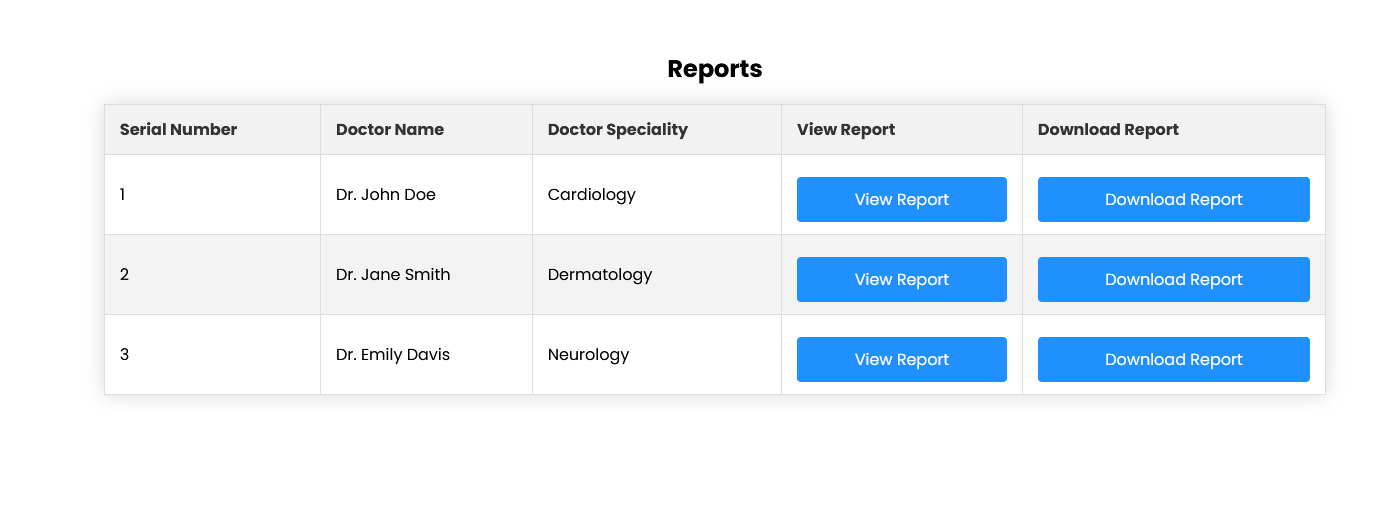 Reports
Serial Number Doctor Name Doctor Speciality View Report Download Report
1 Dr. John Doe Cardiology View Report Download Report
2 Dr. Jane Smith Dermatology View Report Download Report
3 Dr. Emily Davis Neurology View Report Download Report